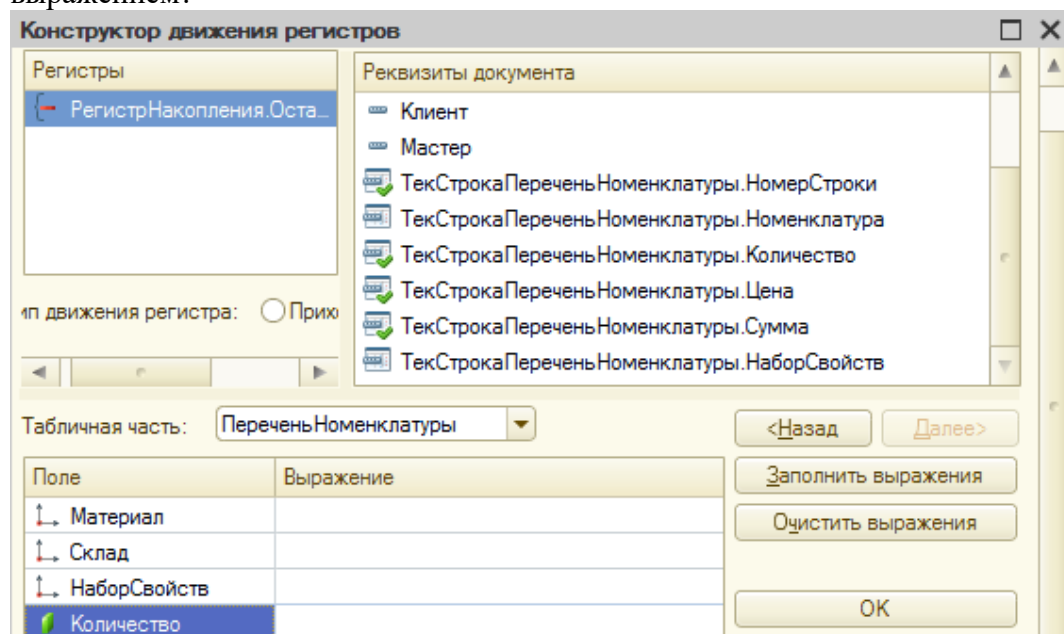 выражением:
Конструктор движения регистров
Регистры
РегистрНакопления.Оста...
ип движения регистра:
Прихо
Реквизиты документа
Клиент
Мастер
ТекСтрокаПереченьНоменклатуры.НомерСтроки
ТекСтрокаПереченьНоменклатуры.Номенклатура
ТекСтрокаПереченьНоменклатуры.Количество
ТекСтрокаПереченьНоменклатуры.Цена
ТекСтрокаПереченьНоменклатуры.Сумма
ТекСтрокаПереченьНоменклатуры.НаборСвойств
Табличная часть: ПереченьНоменклатуры
<Назад Далее>
Поле Выражение
Материал
Склад
НаборСвойств
Количество
Заполнить выражения
Очистить выражения
OK